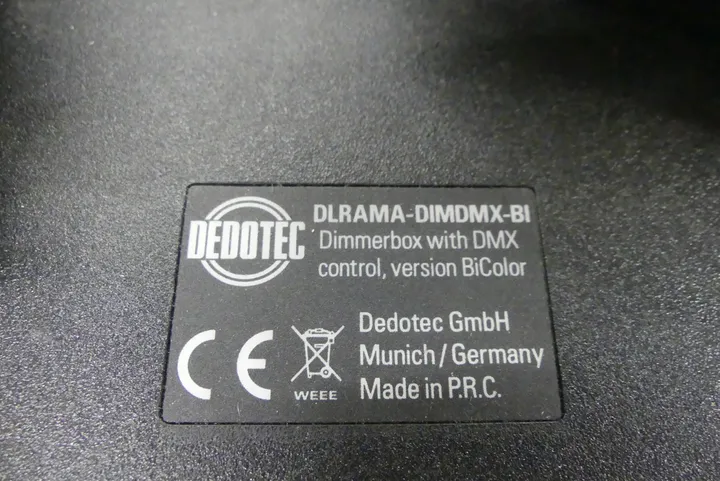 DEDOTEC
DLRAMA-DIMDMX-BI
Dimmerbox with DMX
control, version BiColor
CE
WEEE
Dedotec GmbH
Munich / Germany
Made in P.R.C.